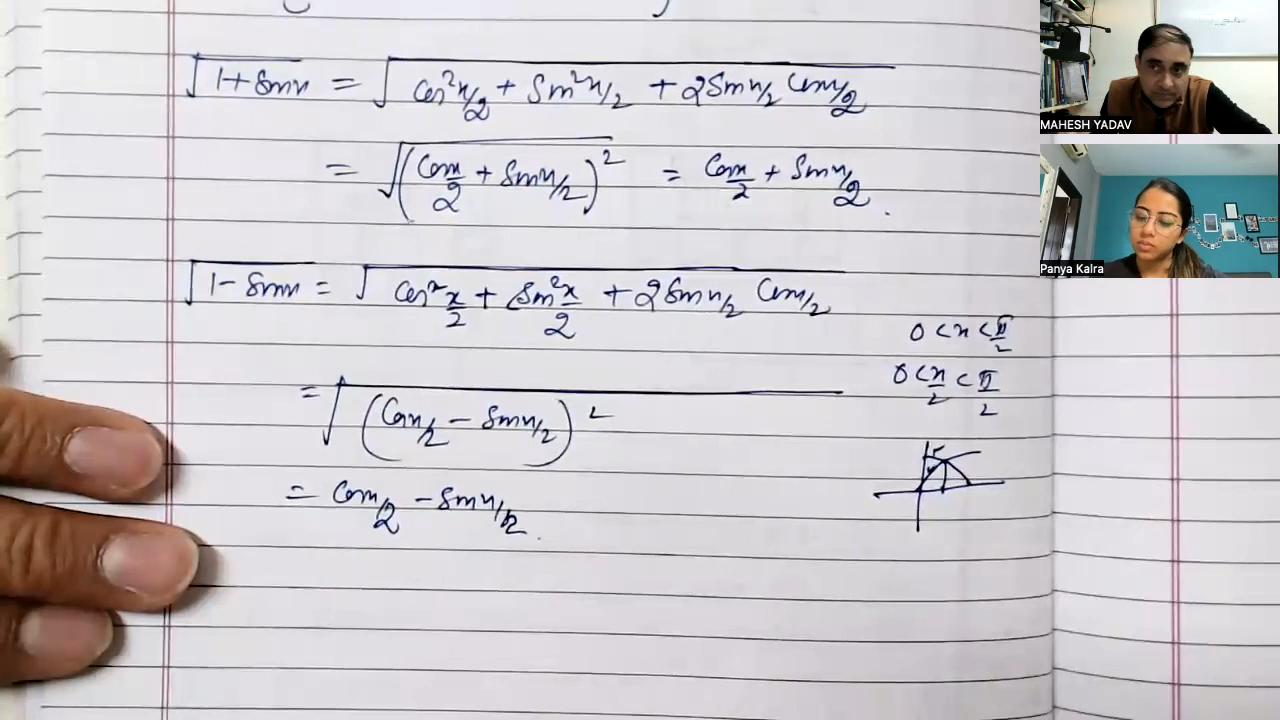 √1+sinx = √cos²x/2 + sin²x/2 + 2sinx/2 cosx/2
= √(cosx/2 + sinx/2)² = cosx/2 + sinx/2.
√1-sinx = √cos²x/2 + sin²x/2 + 2sinx/2 cosx/2
0<x<π/2
0<x/2<π/2
= √(cosx/2 - sinx/2)²
= cosx/2 - sinx/2.
MAHESH YADAV
Panya Kalra